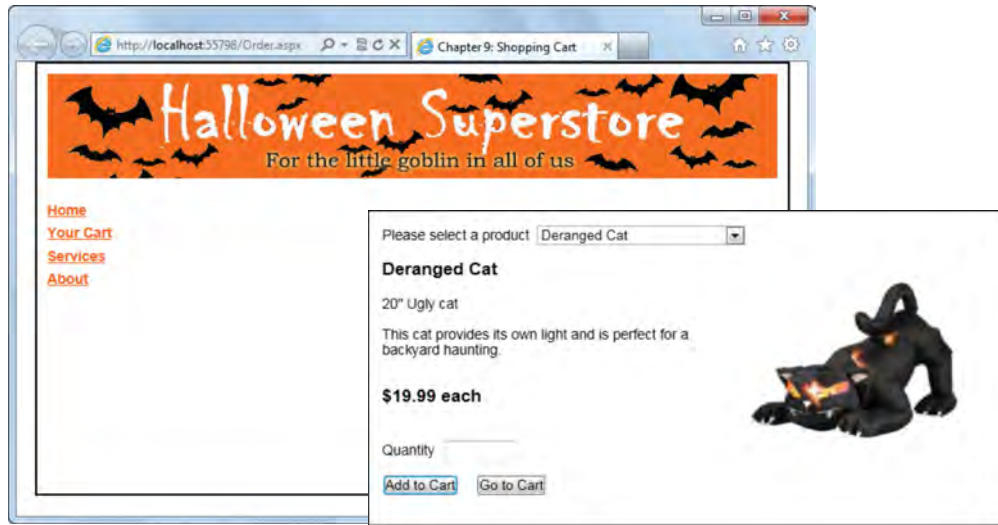 http://localhost:55798/Order.aspx
Chapter 9: Shopping Cart
Halloween Superstore
For the little goblin in all of us
Home
Your Cart
Services
About
Please select a product Deranged Cat
Deranged Cat
20" Ugly cat
This cat provides its own light and is perfect for a
backyard haunting.
$19.99 each
Quantity
Add to Cart Go to Cart